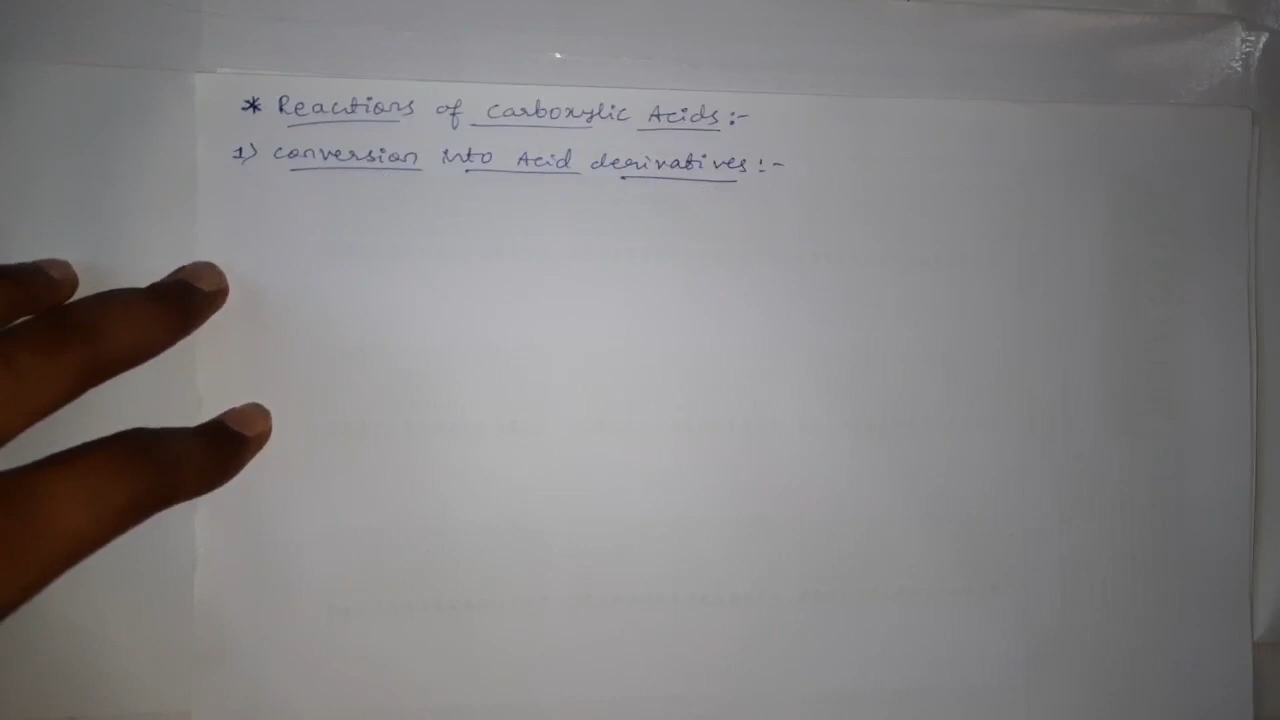 * Reactions of Carboxylic Acids:-
1) Conversion into Acid derivatives:-